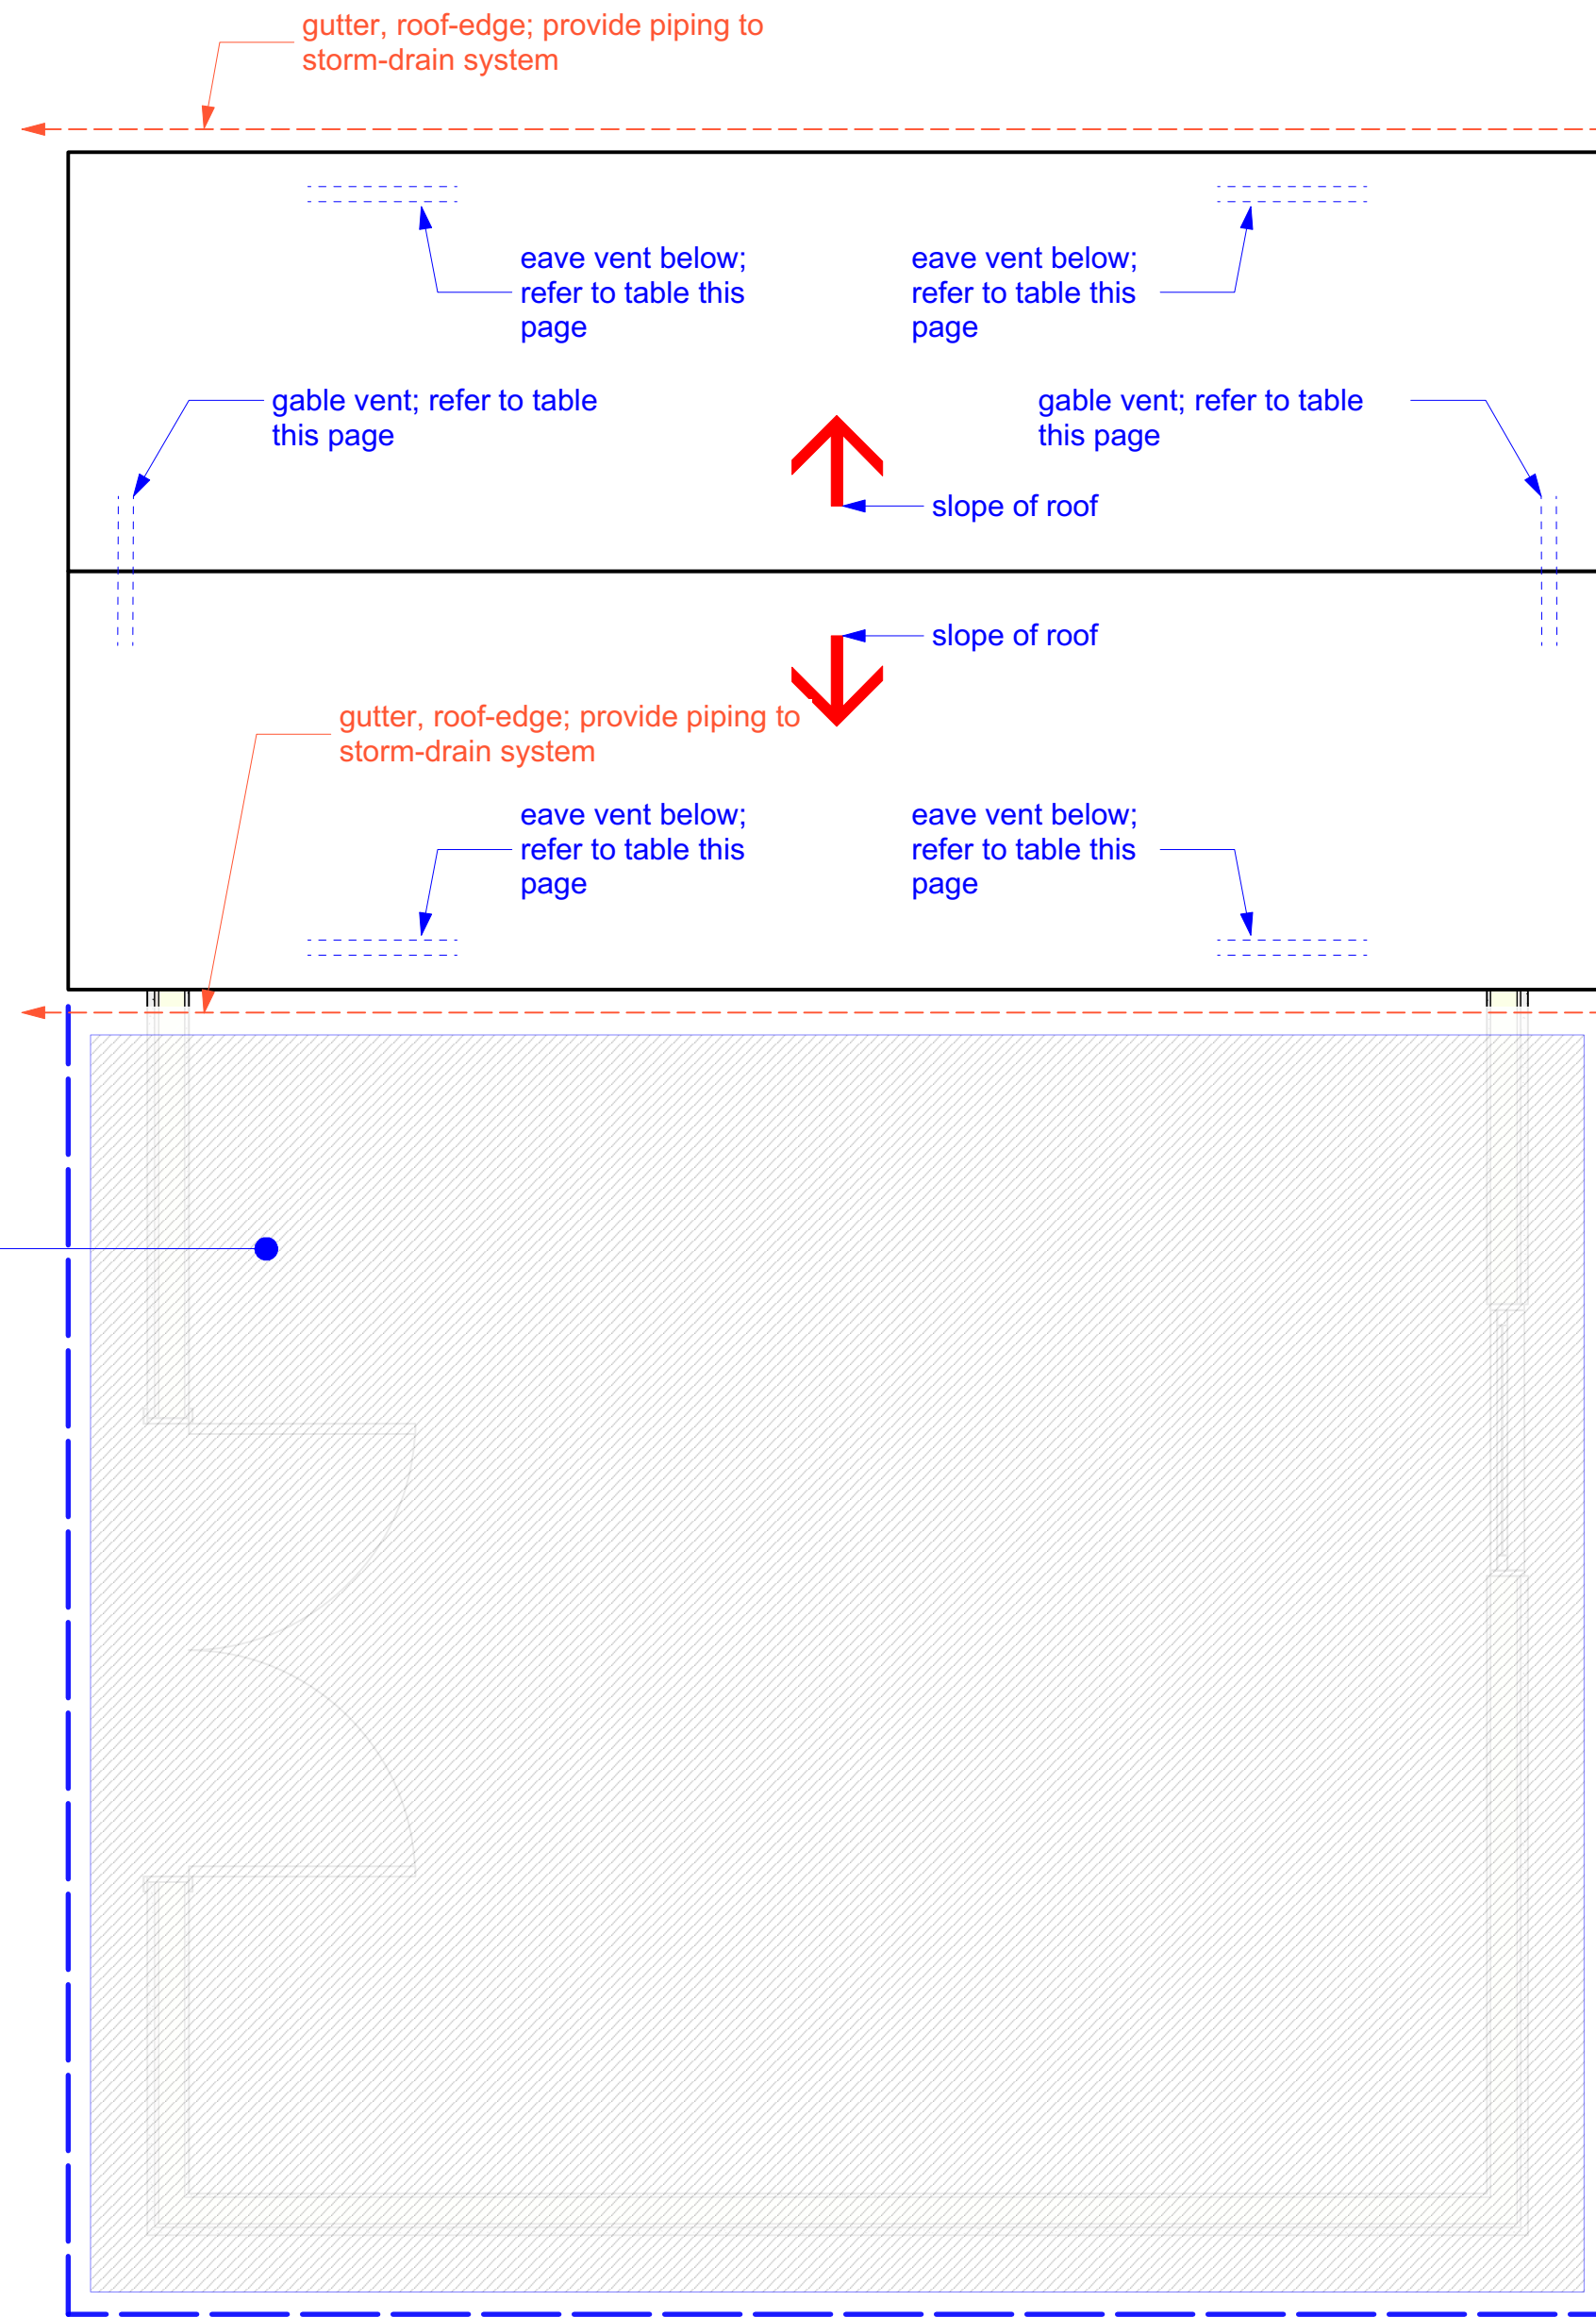 gutter, roof-edge; provide piping to
storm-drain system
eave vent below;
refer to table this
page
eave vent below;
refer to table this
page
gable vent; refer to table
this page
gable vent; refer to table
this page
slope of roof
slope of roof
gutter, roof-edge; provide piping to
storm-drain system
eave vent below;
refer to table this
page
eave vent below;
refer to table this
page